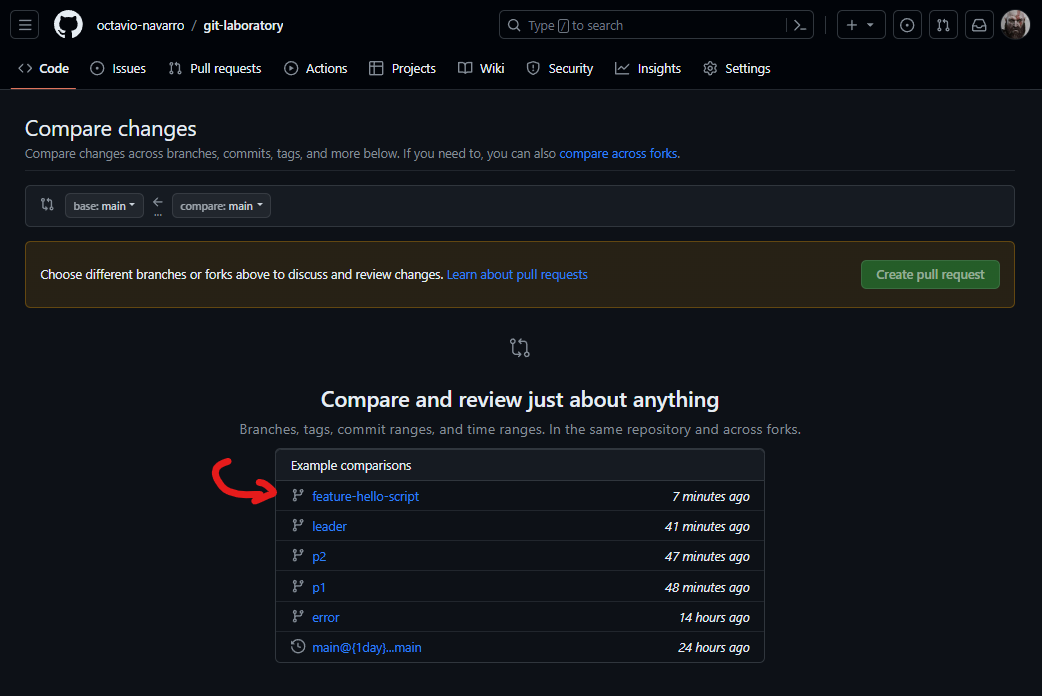 octavio-navarro / git-laboratory
Type / to search
Code Issues Pull requests Actions Projects Wiki Security Insights Settings
Compare changes
Compare changes across branches, commits, tags, and more below. If you need to, you can also compare across forks.
base: main ... compare: main
Choose different branches or forks above to discuss and review changes. Learn about pull requests
Create pull request
Compare and review just about anything
Branches, tags, commit ranges, and time ranges. In the same repository and across forks.
Example comparisons
feature-hello-script 7 minutes ago
leader 41 minutes ago
p2 47 minutes ago
p1 48 minutes ago
error 14 hours ago
main@{1day}...main 24 hours ago